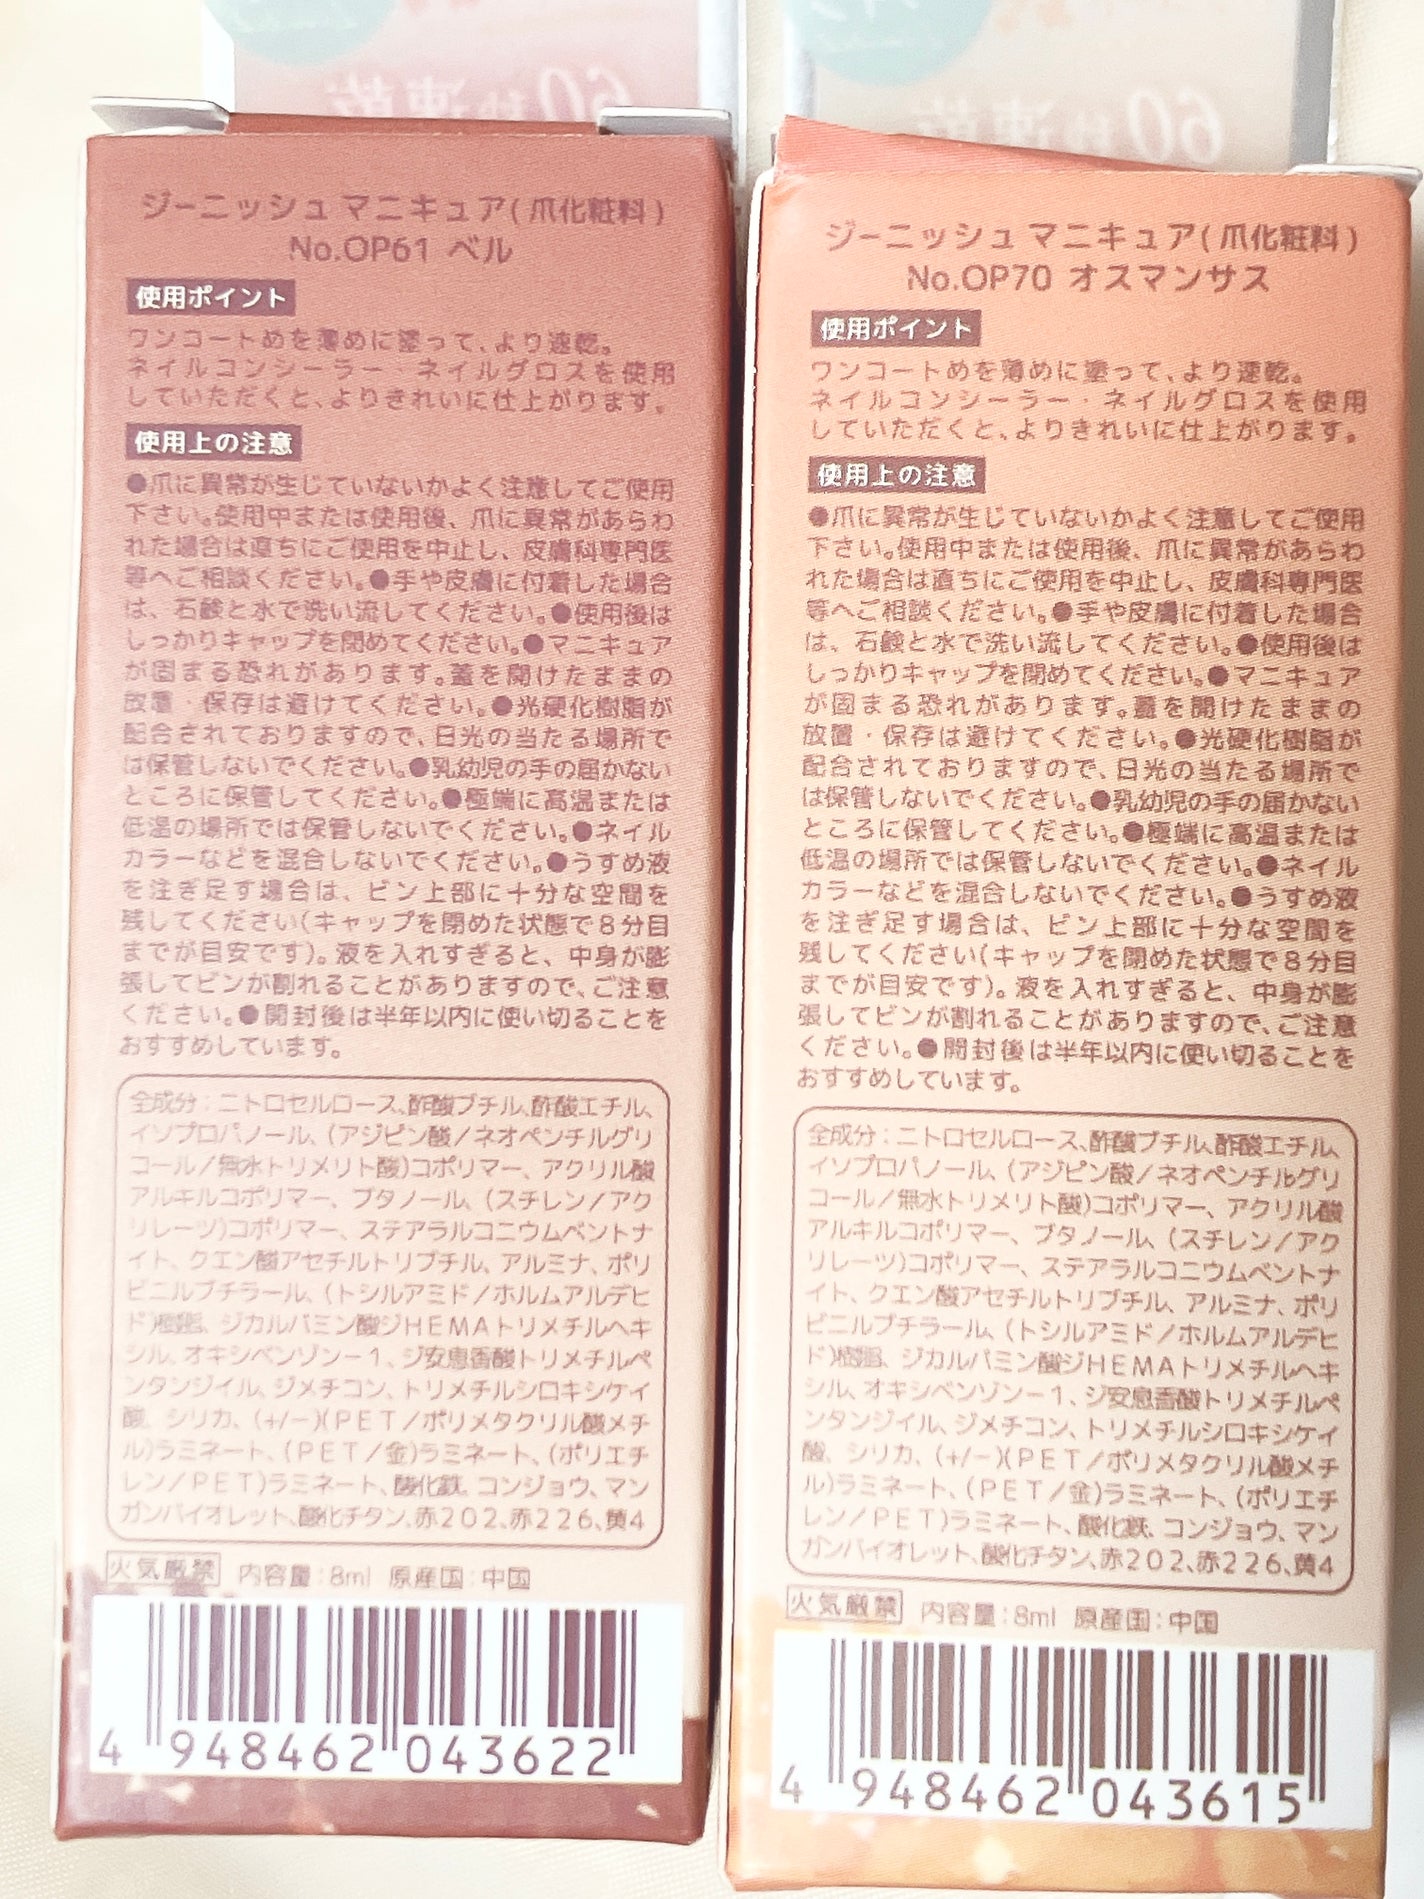 60秒速乾
60秒速乾
ジーニッシュ マニキュア(爪化粧料)
No.OP61 ベル
使用ポイント
ワンコートめを薄めに塗って、より速乾。
ネイルコンシーラー・ネイルグロスを使用
していただくと、よりきれいに仕上がります。
使用上の注意
●爪に異常が生じていないかよく注意してご使用
下さい。使用中または使用後、爪に異常があらわ
れた場合は直ちにご使用を中止し、皮膚科専門医
等へご相談ください。●手や皮膚に付着した場合
は、石鹸と水で洗い流してください。●使用後は
しっかりキャップを閉めてください。●マニキュア
が固まる恐れがあります。蓋を開けたままの
放置・保存は避けてください。●光硬化樹脂が
配合されておりますので、日光の当たる場所で
は保管しないでください。●乳幼児の手の届かない
ところに保管してください。●極端に高温または
低温の場所では保管しないでください。●ネイル
カラーなどを混合しないでください。●うすめ液
を注ぎ足す場合は、ビン上部に十分な空間を
残してください(キャップを閉めた状態で8分目
までが目安です)。液を入れすぎると、中身が膨
張してビンが割れることがありますので、ご注意
ください。●開封後は半年以内に使い切ることを
おすすめしています。
全成分：ニトロセルロース、酢酸ブチル、酢酸エチル、
イソプロパノール、(アジピン酸/ネオペンチルグリ
コール/無水トリメリト酸)コポリマー、アクリル酸
アルキルコポリマー、ブタノール、(スチレン/アク
リレーツ)コポリマー、ステアラルコニウムベントナ
イト、クエン酸アセチルトリブチル、アルミナ、ポリ
ビニルブチラール、(トシルアミド/ホルムアルデヒ
ド)樹脂、ジカルバミン酸ジHEMAトリメチルヘキ
シル、オキシベンゾン-1、ジ安息香酸トリメチルペ
ンタンジイル、ジメチコン、トリメチルシロキシケイ
酸、シリカ、(+/-)(PET/ポリメタクリル酸メチ
ル)ラミネート、(PET/金)ラミネート、(ポリエチ
レン/PET)ラミネート、酸化鉄、コンジョウ、マン
ガンバイオレット、酸化チタン、赤202、赤226、黄4
火気厳禁 内容量：8ml 原産国：中国
4 948462 043622
ジーニッシュ マニキュア(爪化粧料)
No.OP70 オスマンサス
使用ポイント
ワンコートめを薄めに塗って、より速乾。
ネイルコンシーラー・ネイルグロスを使用
していただくと、よりきれいに仕上がります。
使用上の注意
●爪に異常が生じていないかよく注意してご使用
下さい。使用中または使用後、爪に異常があらわ
れた場合は直ちにご使用を中止し、皮膚科専門医
等へご相談ください。●手や皮膚に付着した場合
は、石鹸と水で洗い流してください。●使用後は
しっかりキャップを閉めてください。●マニキュア
が固まる恐れがあります。蓋を開けたままの
放置・保存は避けてください。●光硬化樹脂が
配合されておりますので、日光の当たる場所で
は保管しないでください。●乳幼児の手の届かない
ところに保管してください。●極端に高温または
低温の場所では保管しないでください。●ネイル
カラーなどを混合しないでください。●うすめ液
を注ぎ足す場合は、ビン上部に十分な空間を
残してください(キャップを閉めた状態で8分目
までが目安です)。液を入れすぎると、中身が膨
張してビンが割れることがありますので、ご注意
ください。●開封後は半年以内に使い切ることを
おすすめしています。
全成分：ニトロセルロース、酢酸ブチル、酢酸エチル、
イソプロパノール、(アジピン酸/ネオペンチルグリ
コール/無水トリメリト酸)コポリマー、アクリル酸
アルキルコポリマー、ブタノール、(スチレン/アク
リレーツ)コポリマー、ステアラルコニウムベントナ
イト、クエン酸アセチルトリブチル、アルミナ、ポリ
ビニルブチラール、(トシルアミド/ホルムアルデヒ
ド)樹脂、ジカルバミン酸ジHEMAトリメチルヘキ
シル、オキシベンゾン-1、ジ安息香酸トリメチルペ
ンタンジイル、ジメチコン、トリメチルシロキシケイ
酸、シリカ、(+/-)(PET/ポリメタクリル酸メチ
ル)ラミネート、(PET/金)ラミネート、(ポリエチ
レン/PET)ラミネート、酸化鉄、コンジョウ、マン
ガンバイオレット、酸化チタン、赤202、赤226、黄4
火気厳禁 内容量：8ml 原産国：中国
4 948462 043615